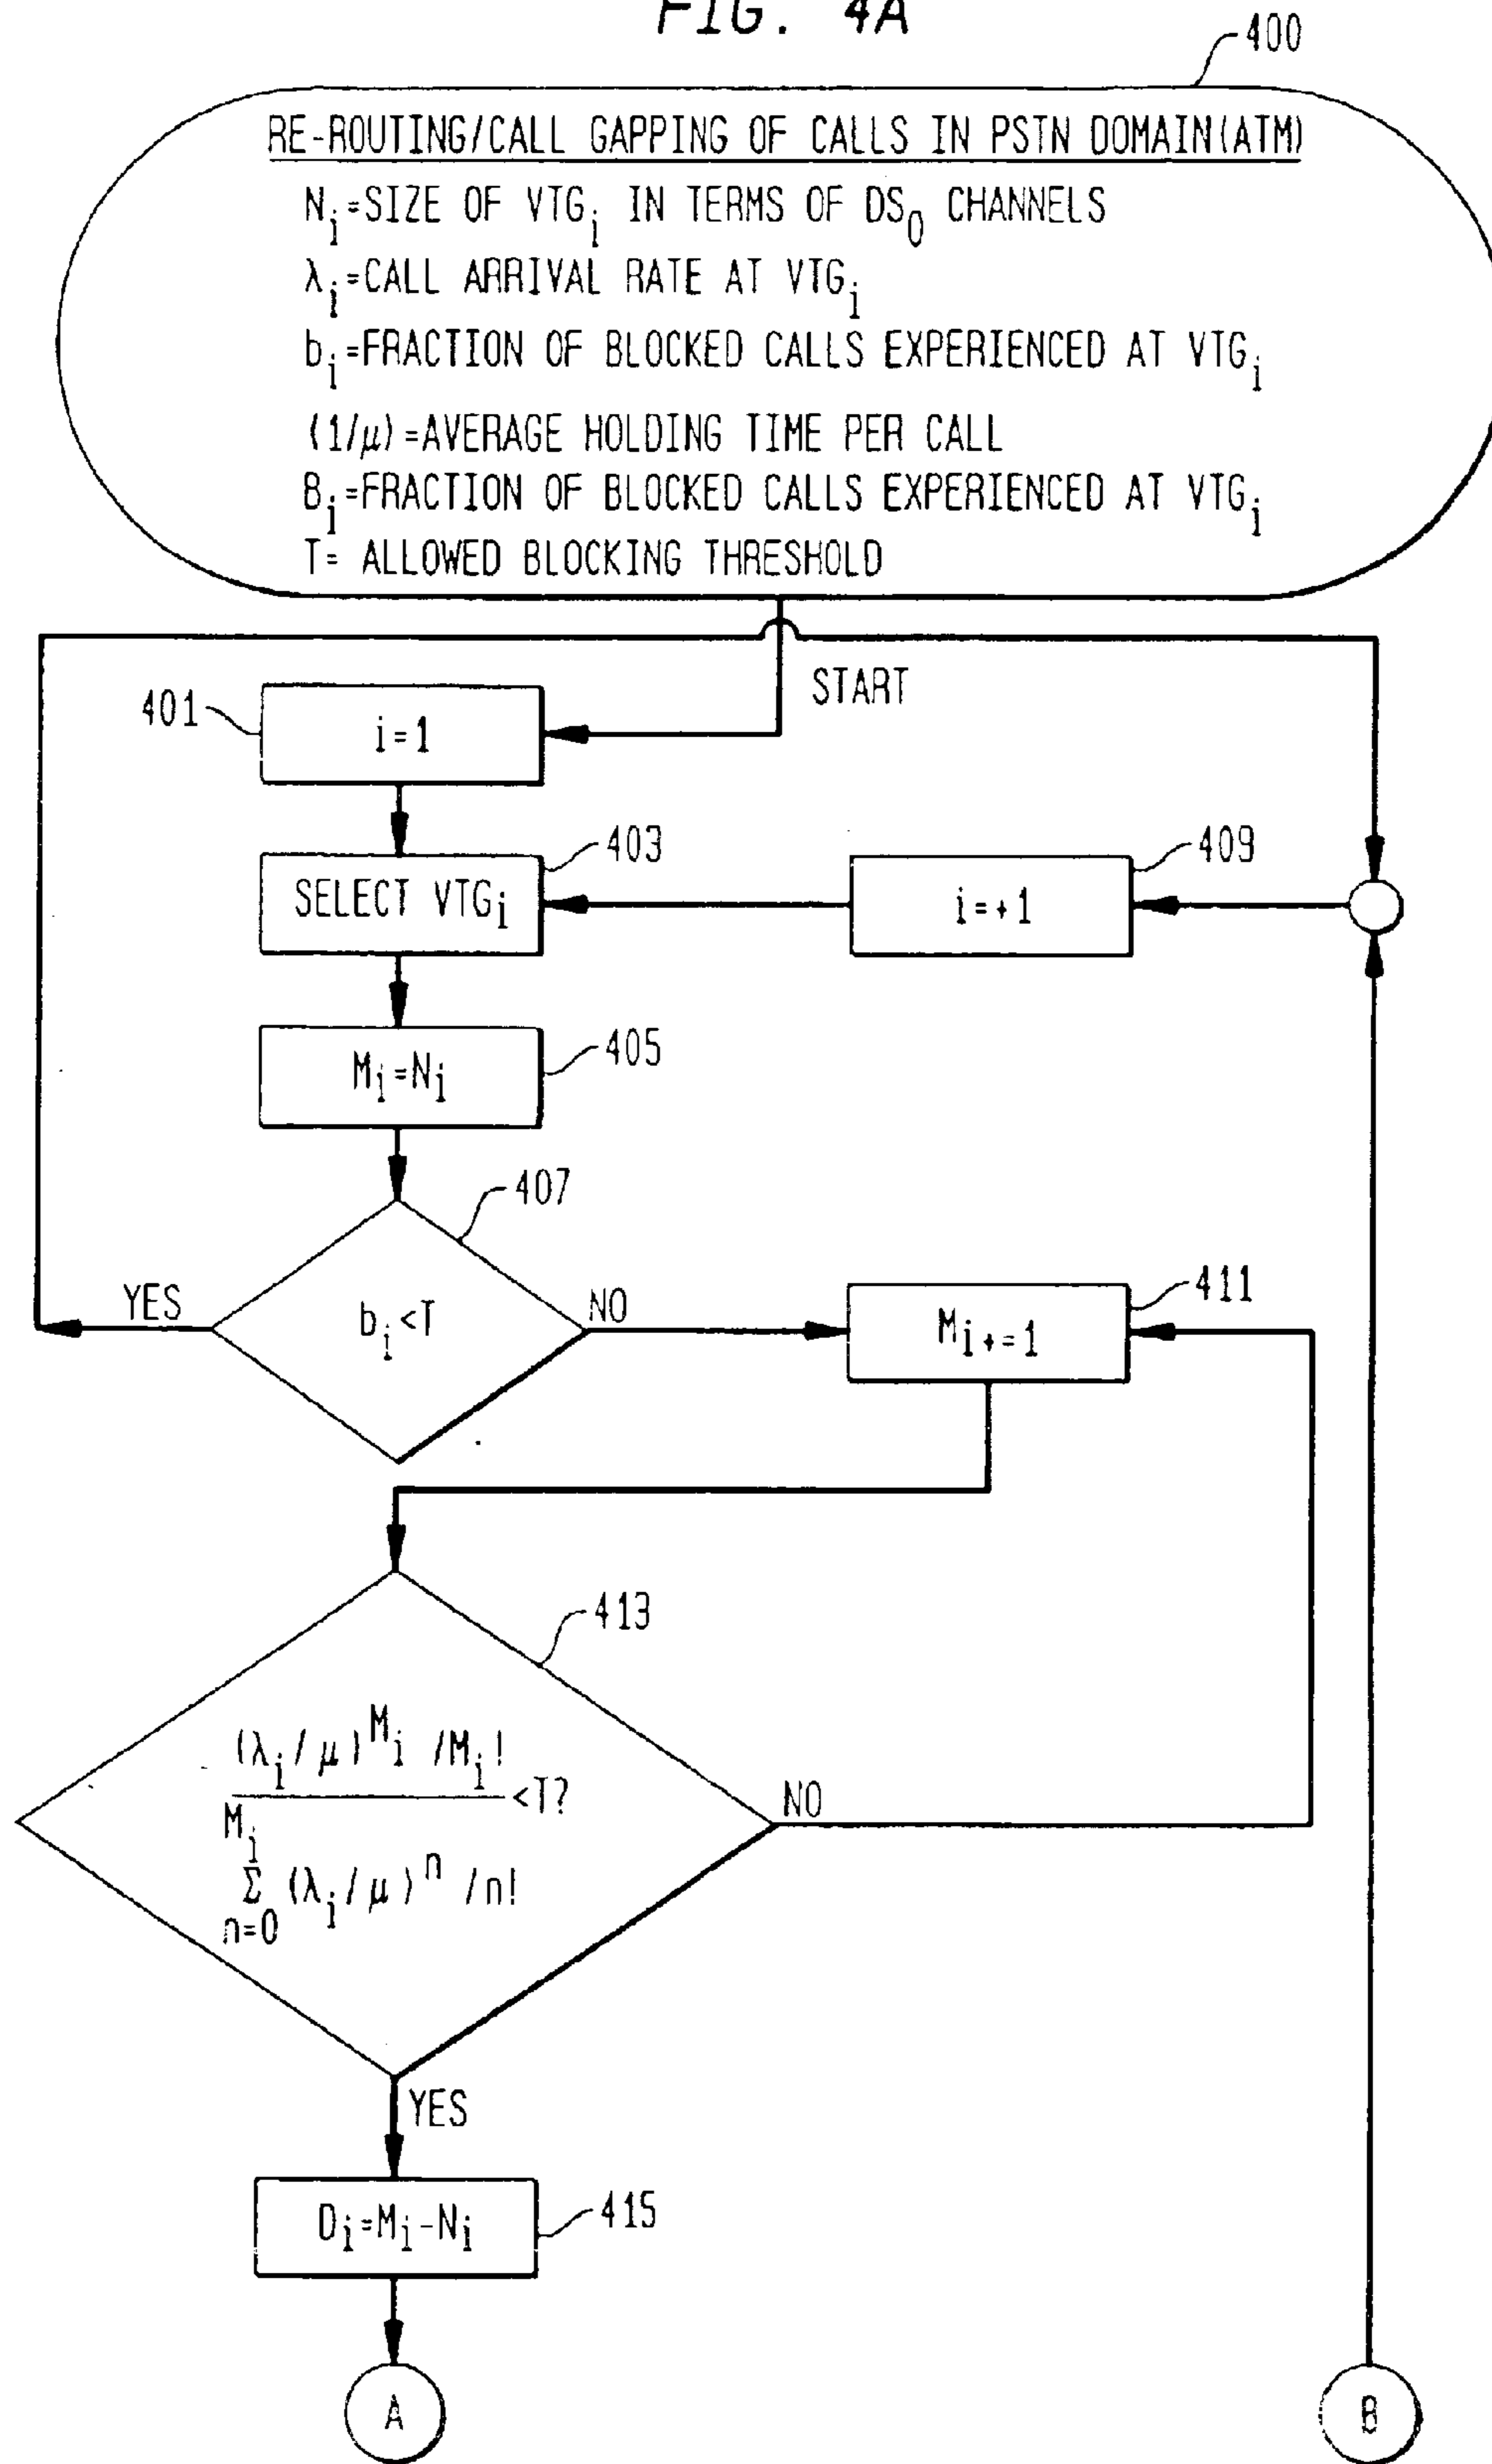 FIG. 4A
400
RE-ROUTING/CALL GAPPING OF CALLS IN PSTN DOMAIN(ATM)
Ni=SIZE OF VTGi IN TERMS OF DS0 CHANNELS
λi=CALL ARRIVAL RATE AT VTGi
bi=FRACTION OF BLOCKED CALLS EXPERIENCED AT VTGi
(1/μ)=AVERAGE HOLDING TIME PER CALL
Bi=FRACTION OF BLOCKED CALLS EXPERIENCED AT VTGi
T= ALLOWED BLOCKING THRESHOLD
START
401
i=1
403
SELECT VTGi
409
i=+1
405
Mi=Ni
407
bi<T
YES
NO
411
Mi+=1
413
(λi/μ)^Mi /Mi!
<T?
Mi
Σ (λi/μ)^n /n!
n=0
NO
YES
415
Di=Mi-Ni
A
B